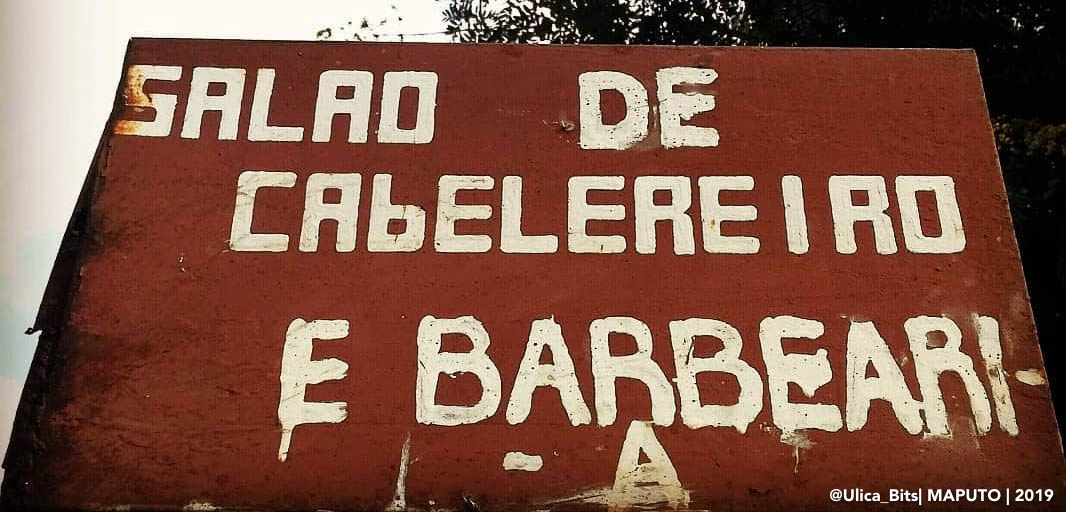 SALAO DE
CAbELEREIRO
E BARBEARI-
-A
@Ulica_Bits| MAPUTO | 2019